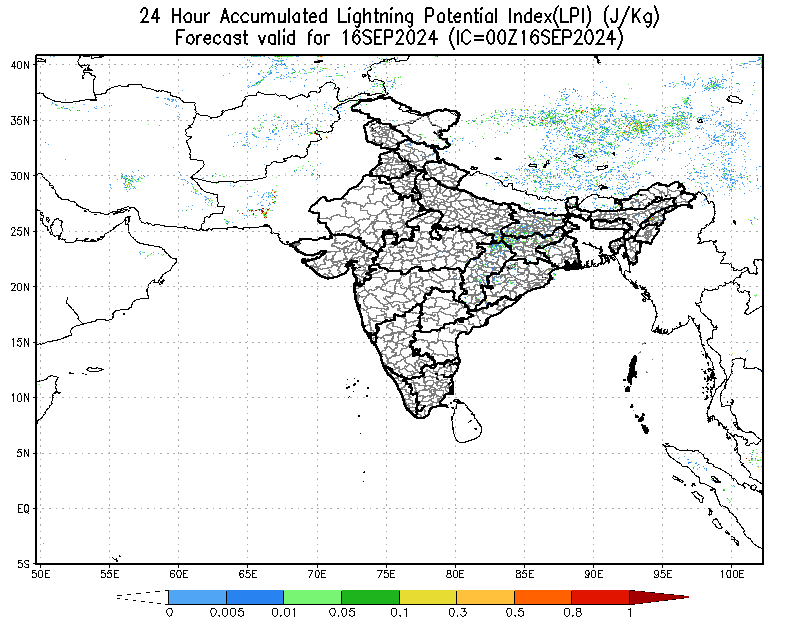 24 Hour Accumulated Lightning Potential Index(LPI) (J/Kg)
Forecast valid for 16SEP2024 (IC=00Z16SEP2024)
40N
35N
30N
25N
20N
15N
10N
5N
EQ
5S
50E 55E 60E 65E 70E 75E 80E 85E 90E 95E 100E
0 0.005 0.01 0.05 0.1 0.3 0.5 0.8 1